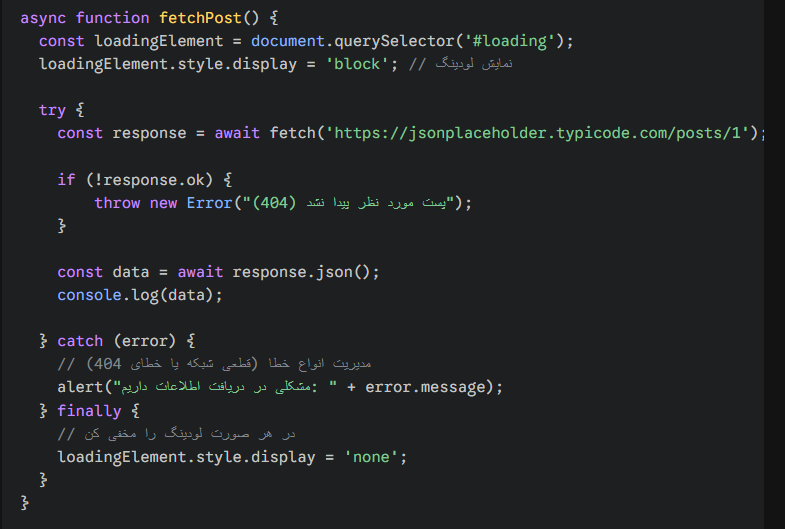 async function fetchPost() {
const loadingElement = document.querySelector('#loading');
loadingElement.style.display = 'block'; // نمایش لودینگ
try {
const response = await fetch('https://jsonplaceholder.typicode.com/posts/1');
if (!response.ok) {
throw new Error("پست مورد نظر پیدا نشد (404)");
}
const data = await response.json();
console.log(data);
} catch (error) {
// مدیریت انواع خطا (قطعی شبکه یا خطای 404)
alert("مشکلی در دریافت اطلاعات داریم: " + error.message);
} finally {
// در هر صورت لودینگ را مخفی کن
loadingElement.style.display = 'none';
}
}